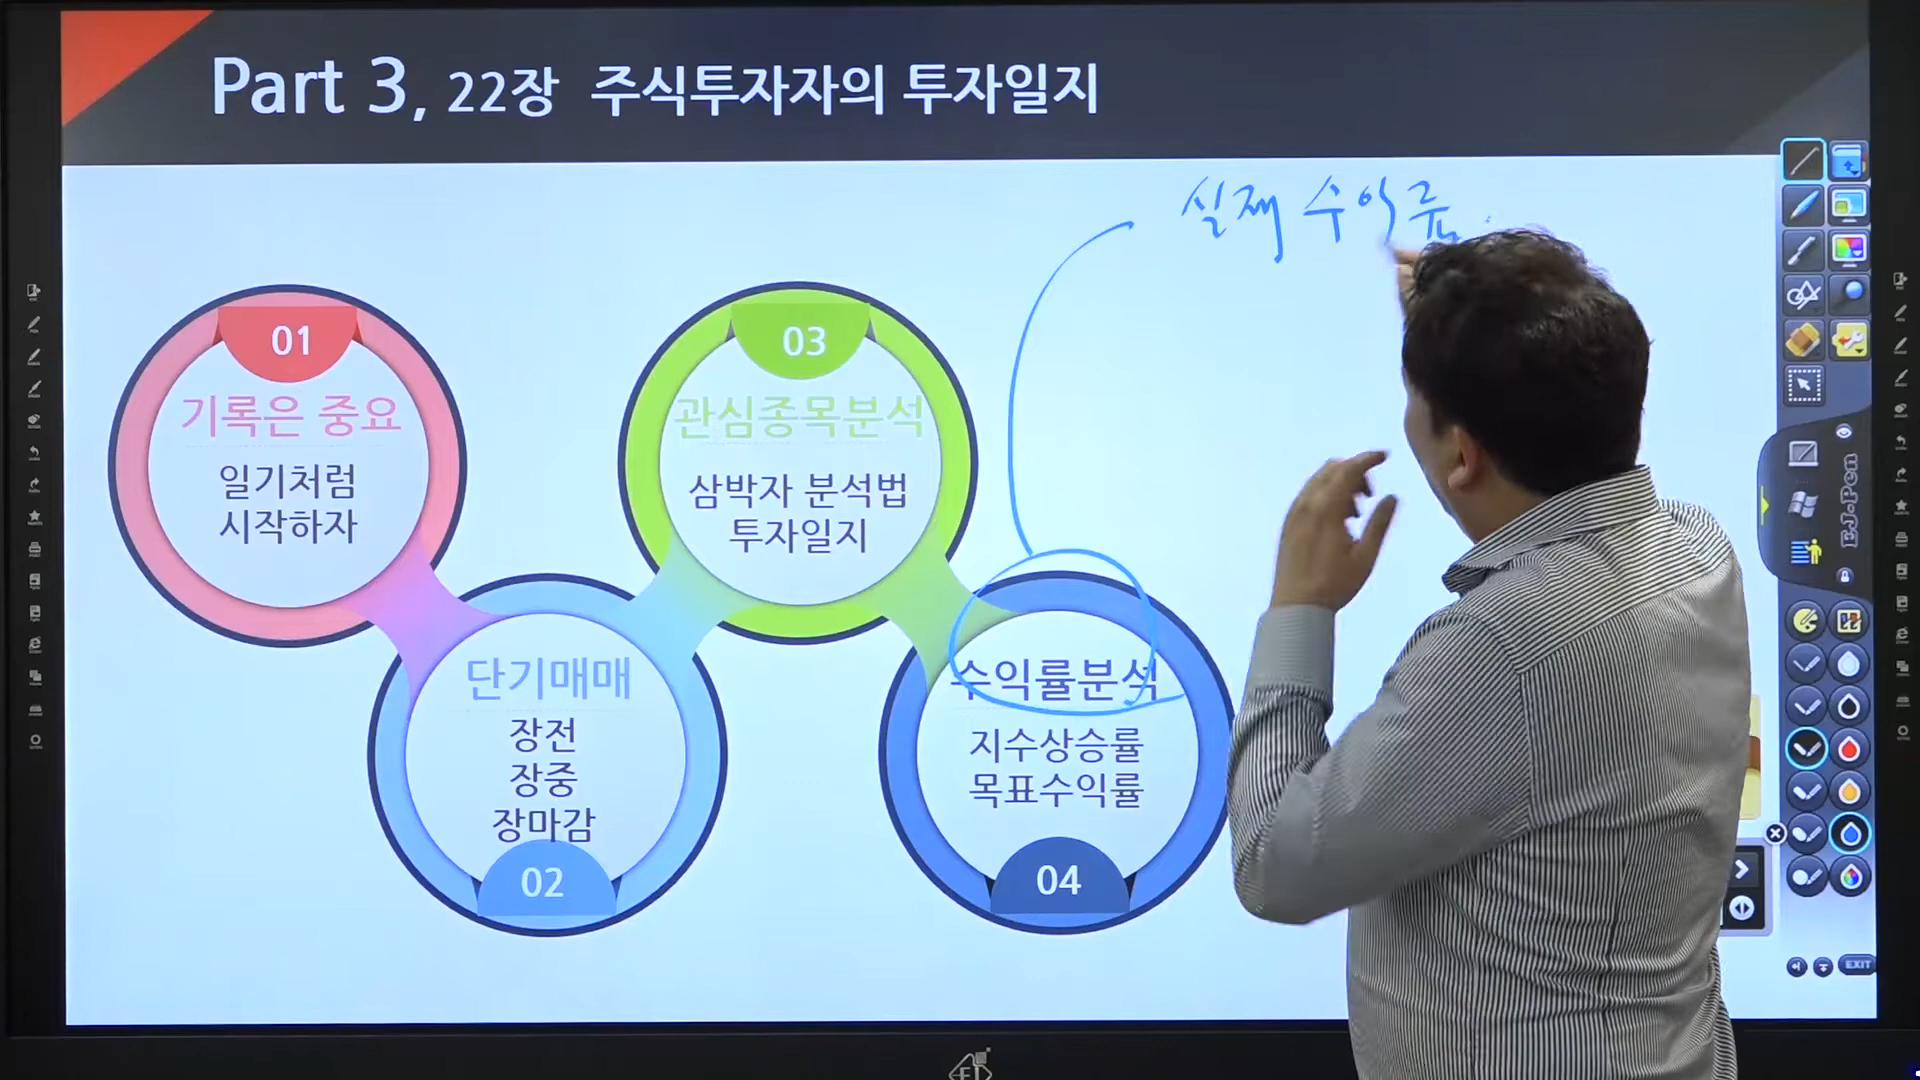 Part 3, 22장 주식투자자의 투자일지
실제 수익률
01
기록은 중요
일기처럼
시작하자
단기매매
장전
장중
장마감
02
03
관심종목분석
삼박자 분석법
투자일지
수익률분석
지수상승률
목표수익률
04
E.J-Pen
EXIT